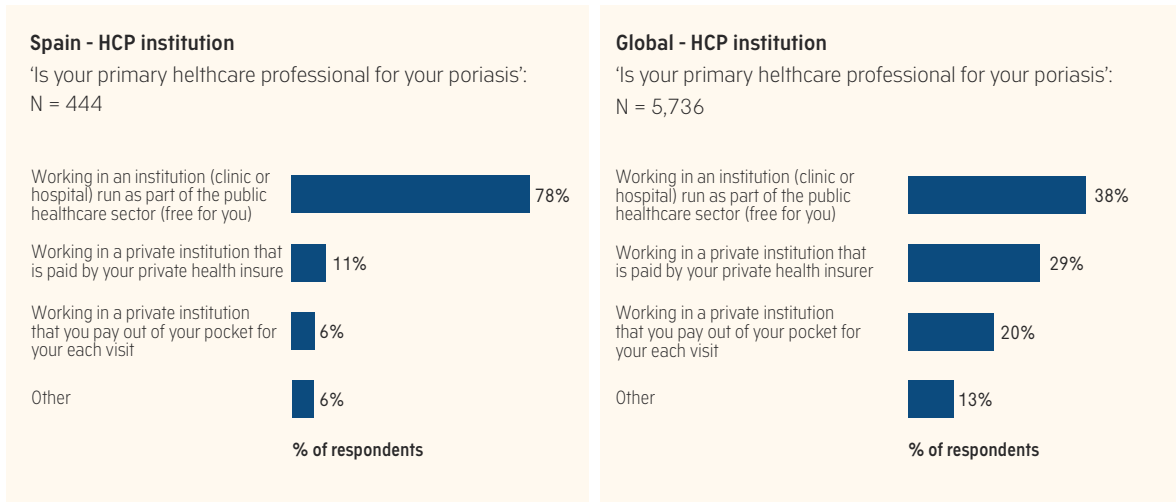 Spain - HCP institution
‘Is your primary helthcare professional for your poriasis’:
N = 444
Working in an institution (clinic or
hospital) run as part of the public
healthcare sector (free for you)
78%
Working in a private institution that
is paid by your private health insure
11%
Working in a private institution
that you pay out of your pocket for
your each visit
6%
Other
6%
% of respondents
Global - HCP institution
‘Is your primary helthcare professional for your poriasis’:
N = 5,736
Working in an institution (clinic or
hospital) run as part of the public
healthcare sector (free for you)
38%
Working in a private institution that
is paid by your private health insurer
29%
Working in a private institution
that you pay out of your pocket for
your each visit
20%
Other
13%
% of respondents